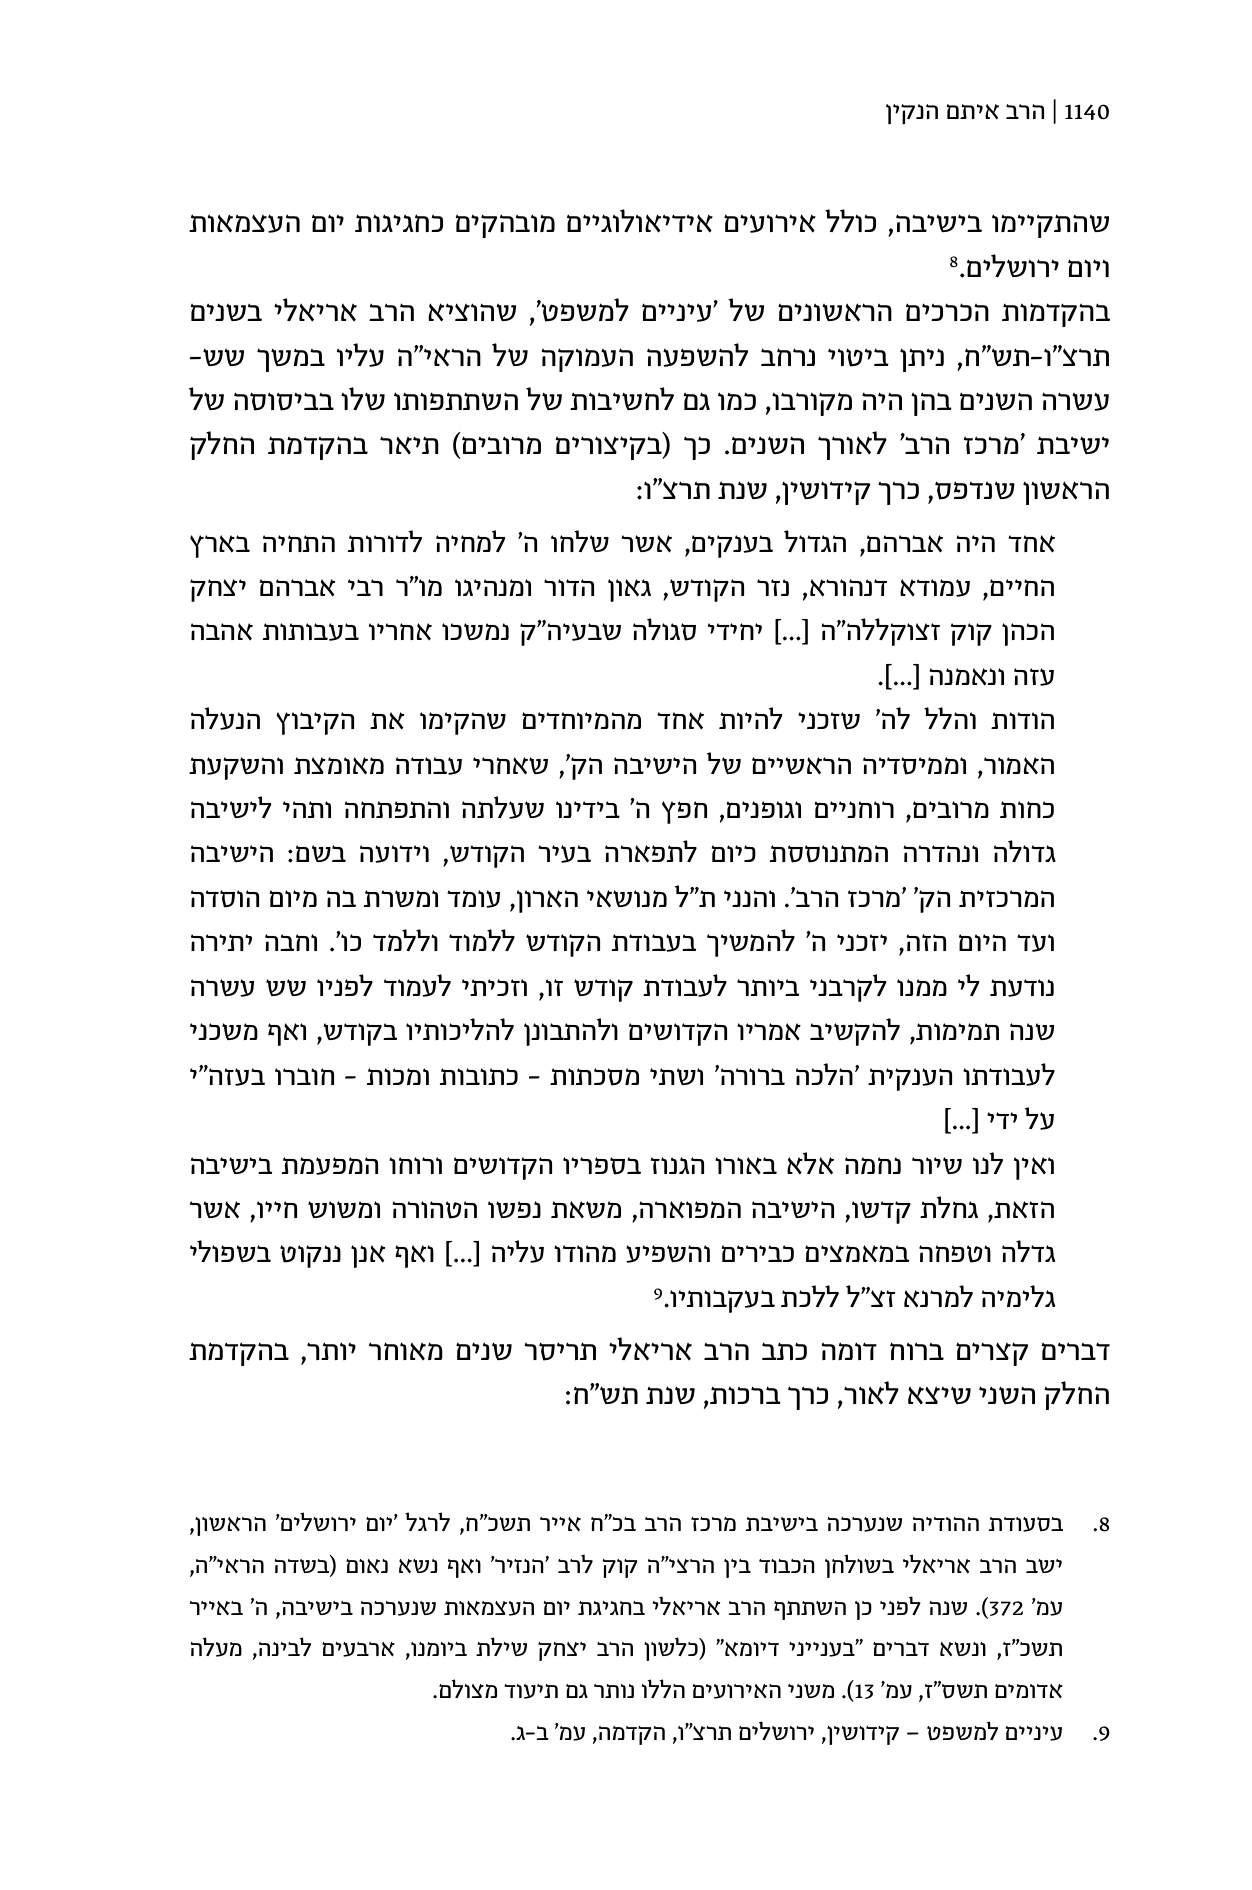 1140 | הרב איתם הנקין
שהתקיימו בישיבה, כולל אירועים אידיאולוגיים מובהקים כחגיגות יום העצמאות
ויום ירושלים.⁸
בהקדמות הכרכים הראשונים של 'עיניים למשפט', שהוציא הרב אריאלי בשנים
תרצ"ו–תש"ח, ניתן ביטוי נרחב להשפעה העמוקה של הראי"ה עליו במשך שש–
עשרה השנים בהן היה מקורבו, כמו גם לחשיבות של השתתפותו שלו בביסוסה של
ישיבת 'מרכז הרב' לאורך השנים. כך (בקיצורים מרובים) תיאר בהקדמת החלק
הראשון שנדפס, כרך קידושין, שנת תרצ"ו:
אחד היה אברהם, הגדול בענקים, אשר שלחו ה' למחיה לדורות התחיה בארץ
החיים, עמודא דנהורא, נזר הקודש, גאון הדור ומנהיגו מו"ר רבי אברהם יצחק
הכהן קוק זצוקללה"ה [...] יחידי סגולה שבעיה"ק נמשכו אחריו בעבותות אהבה
עזה ונאמנה [...].
הודות והלל לה' שזכני להיות אחד מהמיוחדים שהקימו את הקיבוץ הנעלה
האמור, וממיסדיה הראשיים של הישיבה הק', שאחרי עבודה מאומצת והשקעת
כחות מרובים, רוחניים וגופנים, חפץ ה' בידינו שעלתה והתפתחה ותהי לישיבה
גדולה ונהדרה המתנוססת כיום לתפארה בעיר הקודש, וידועה בשם: הישיבה
המרכזית הק' 'מרכז הרב'. והנני ת"ל מנושאי הארון, עומד ומשרת בה מיום הוסדה
ועד היום הזה, יזכני ה' להמשיך בעבודת הקודש ללמוד וללמד כו'. וחבה יתירה
נודעת לי ממנו לקרבני ביותר לעבודת קודש זו, וזכיתי לעמוד לפניו שש עשרה
שנה תמימות, להקשיב אמריו הקדושים ולהתבונן להליכותיו בקודש, ואף משכני
לעבודתו הענקית 'הלכה ברורה' ושתי מסכתות – כתובות ומכות – חוברו בעזה"י
על ידי [...]
ואין לנו שיור נחמה אלא באורו הגנוז בספריו הקדושים ורוחו המפעמת בישיבה
הזאת, גחלת קדשו, הישיבה המפוארה, משאת נפשו הטהורה ומשוש חייו, אשר
גדלה וטפחה במאמצים כבירים והשפיע מהודו עליה [...] ואף אנן ננקוט בשפולי
גלימיה למרנא זצ"ל ללכת בעקבותיו.⁹
דברים קצרים ברוח דומה כתב הרב אריאלי תריסר שנים מאוחר יותר, בהקדמת
החלק השני שיצא לאור, כרך ברכות, שנת תש"ח:
8. בסעודת ההודיה שנערכה בישיבת מרכז הרב בכ"ח אייר תשכ"ח, לרגל 'יום ירושלים' הראשון,
ישב הרב אריאלי בשולחן הכבוד בין הרצי"ה קוק לרב 'הנזיר' ואף נשא נאום (בשדה הראי"ה,
עמ' 372). שנה לפני כן השתתף הרב אריאלי בחגיגת יום העצמאות שנערכה בישיבה, ה' באייר
תשכ"ז, ונשא דברים "בענייני דיומא" (כלשון הרב יצחק שילת ביומנו, ארבעים לבינה, מעלה
אדומים תשס"ז, עמ' 13). משני האירועים הללו נותר גם תיעוד מצולם.
9. עיניים למשפט – קידושין, ירושלים תרצ"ו, הקדמה, עמ' ב–ג.